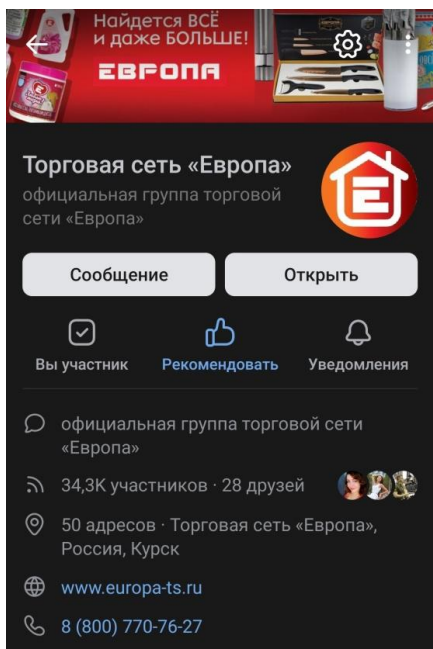 Найдется ВСЁ
и даже БОЛЬШЕ!
ЕВРОПА
Торговая сеть «Европа»
официальная группа торговой
сети «Европа»
Сообщение
Открыть
Вы участник
Рекомендовать
Уведомления
официальная группа торговой сети
«Европа»
34,3K участников · 28 друзей
50 адресов · Торговая сеть «Европа»,
Россия, Курск
www.europa-ts.ru
8 (800) 770-76-27